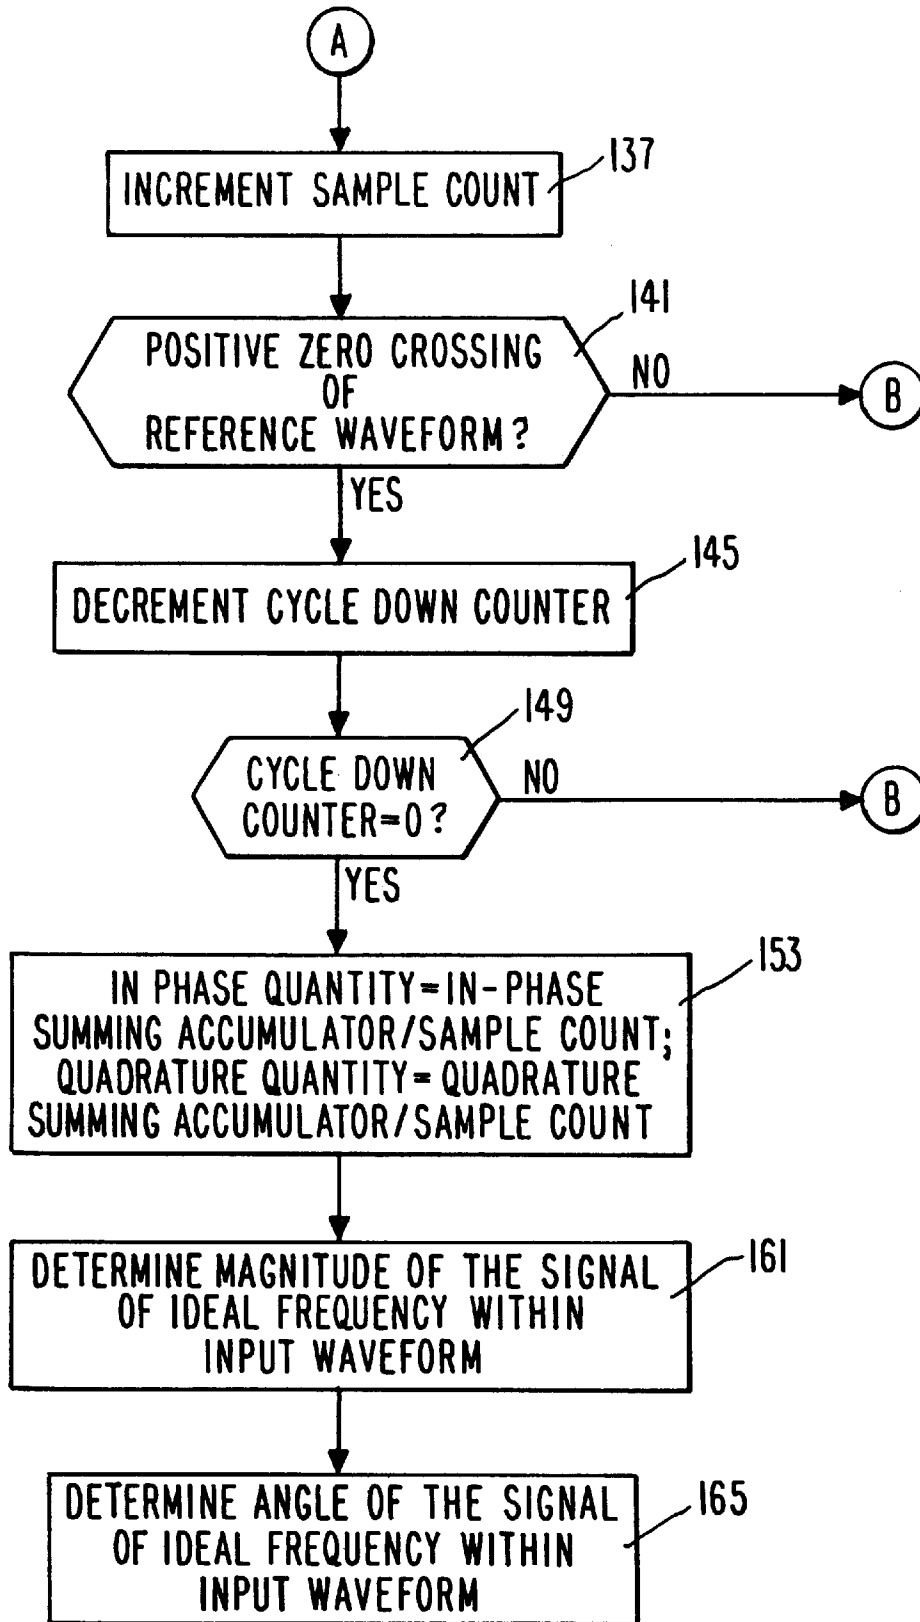 A
137
INCREMENT SAMPLE COUNT
141
POSITIVE ZERO CROSSING
OF
REFERENCE WAVEFORM?
NO
B
YES
145
DECREMENT CYCLE DOWN COUNTER
149
CYCLE DOWN
COUNTER=0?
NO
B
YES
153
IN PHASE QUANTITY=IN-PHASE
SUMMING ACCUMULATOR/SAMPLE COUNT;
QUADRATURE QUANTITY=QUADRATURE
SUMMING ACCUMULATOR/SAMPLE COUNT
161
DETERMINE MAGNITUDE OF THE SIGNAL
OF IDEAL FREQUENCY WITHIN
INPUT WAVEFORM
165
DETERMINE ANGLE OF THE SIGNAL
OF IDEAL FREQUENCY WITHIN
INPUT WAVEFORM